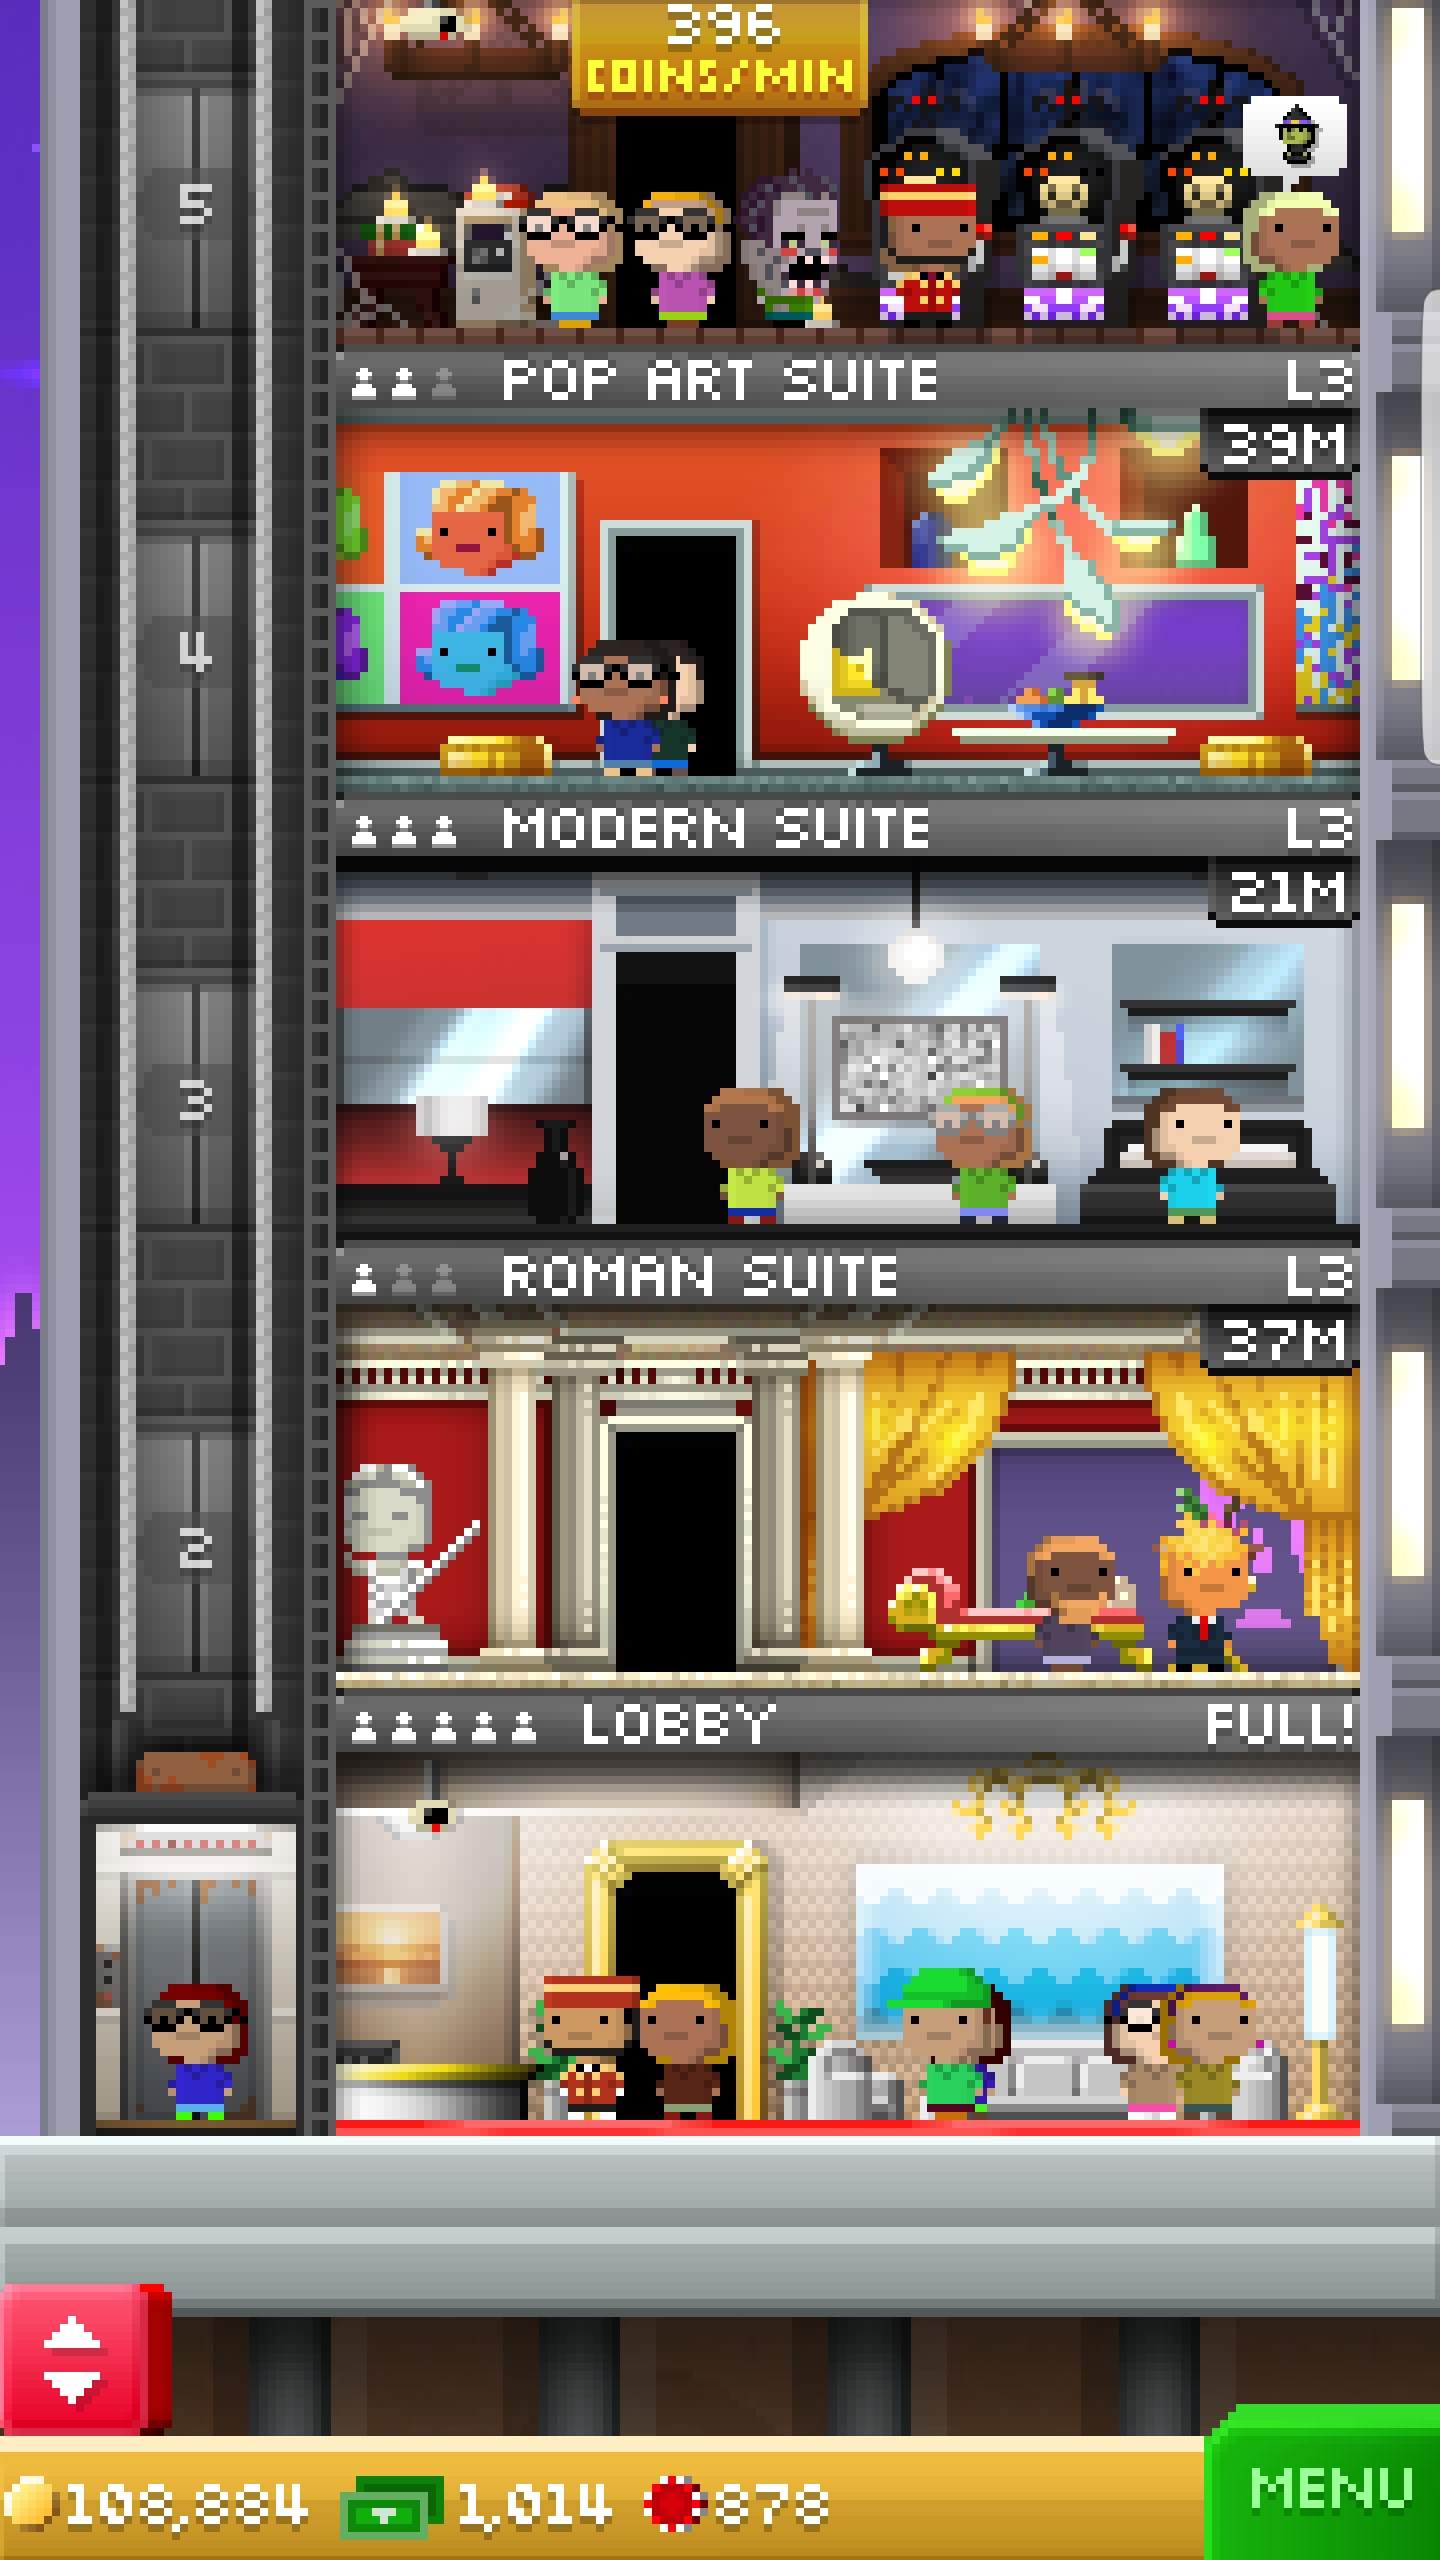 396
COINS/MIN
5
POP ART SUITE L3
39M
4
MODERN SUITE L3
21M
3
ROMAN SUITE L3
37M
2
LOBBY FULL!
108,884 1,014 878
MENU